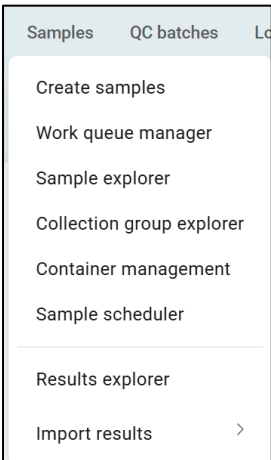 Samples QC batches Lo
Create samples
Work queue manager
Sample explorer
Collection group explorer
Container management
Sample scheduler
Results explorer
Import results